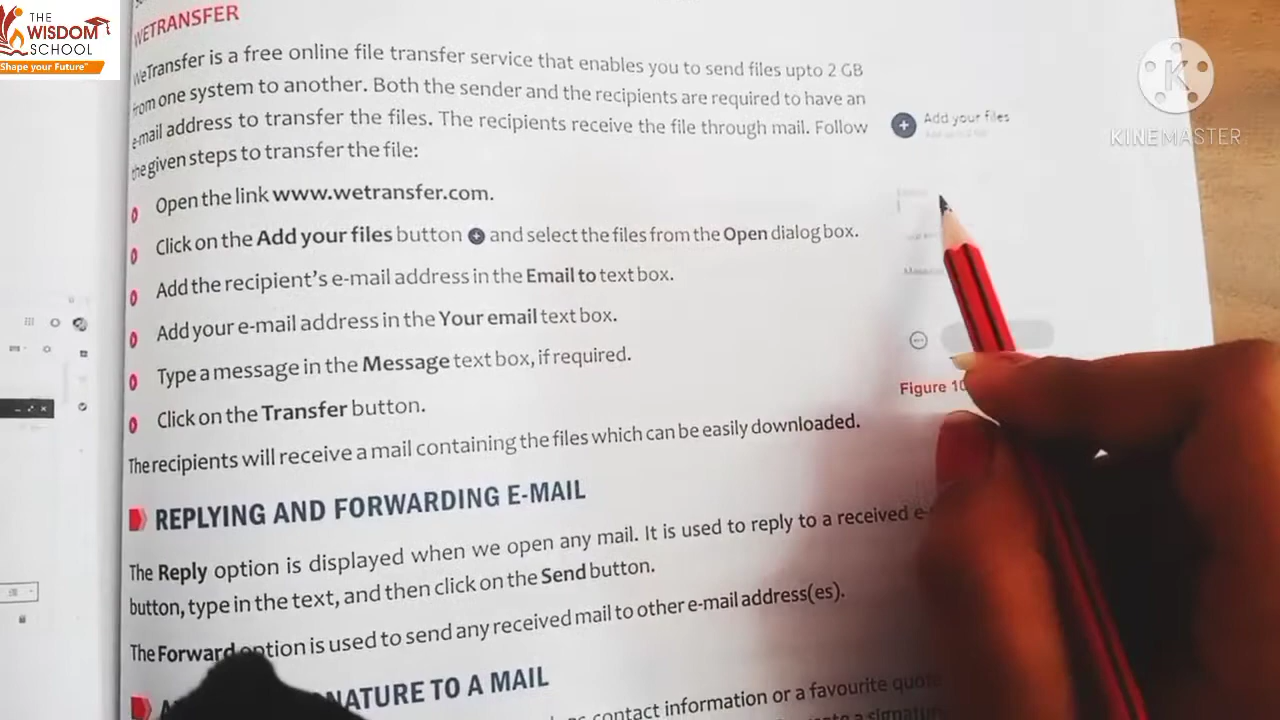 THE
WISDOM
SCHOOL
Shape your Future"
KINEMASTER
WETRANSFER
WeTransfer is a free online file transfer service that enables you to send files upto 2 GB
from one system to another. Both the sender and the recipients are required to have an
e-mail address to transfer the files. The recipients receive the file through mail. Follow
the given steps to transfer the file:
Open the link www.wetransfer.com.
Click on the Add your files button and select the files from the Open dialog box.
Add the recipient's e-mail address in the Email to text box.
Add your e-mail address in the Your email text box.
Type a message in the Message text box, if required.
Click on the Transfer button.
The recipients will receive a mail containing the files which can be easily downloaded.
Add your files
Figure 10
REPLYING AND FORWARDING E-MAIL
The Reply option is displayed when we open any mail. It is used to reply to a received e-
button, type in the text, and then click on the Send button.
The Forward option is used to send any received mail to other e-mail address(es).
NATURE TO A MAIL
contact information or a favourite quot
a signature